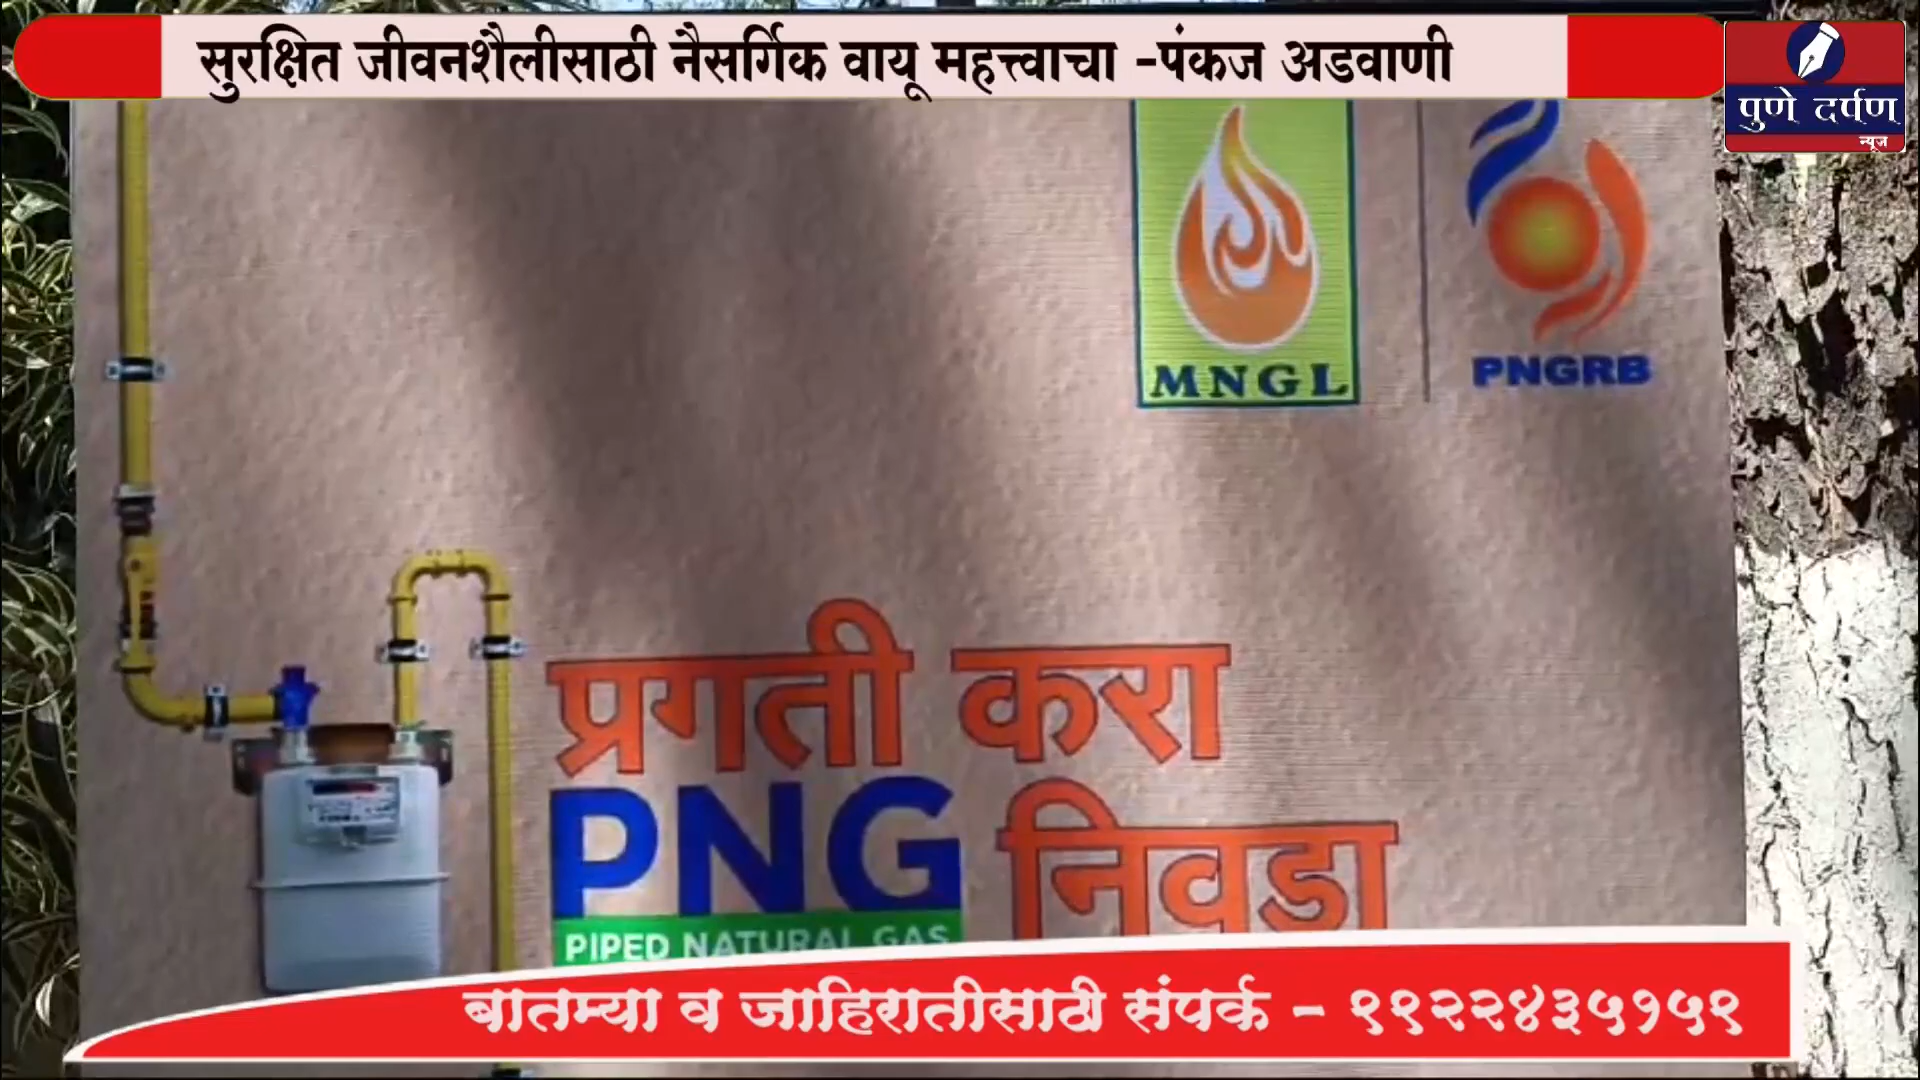 सुरक्षित जीवनशैलीसाठी नैसर्गिक वायू महत्त्वाचा -पंकज अडवाणी
पुणे दर्पण
न्यूज
MNGL
PNGRB
प्रगती करा
PNG निवडा
PIPED NATURAL GAS
बातम्या व जाहिरातीसाठी संपर्क - ९९२२४३५१५९